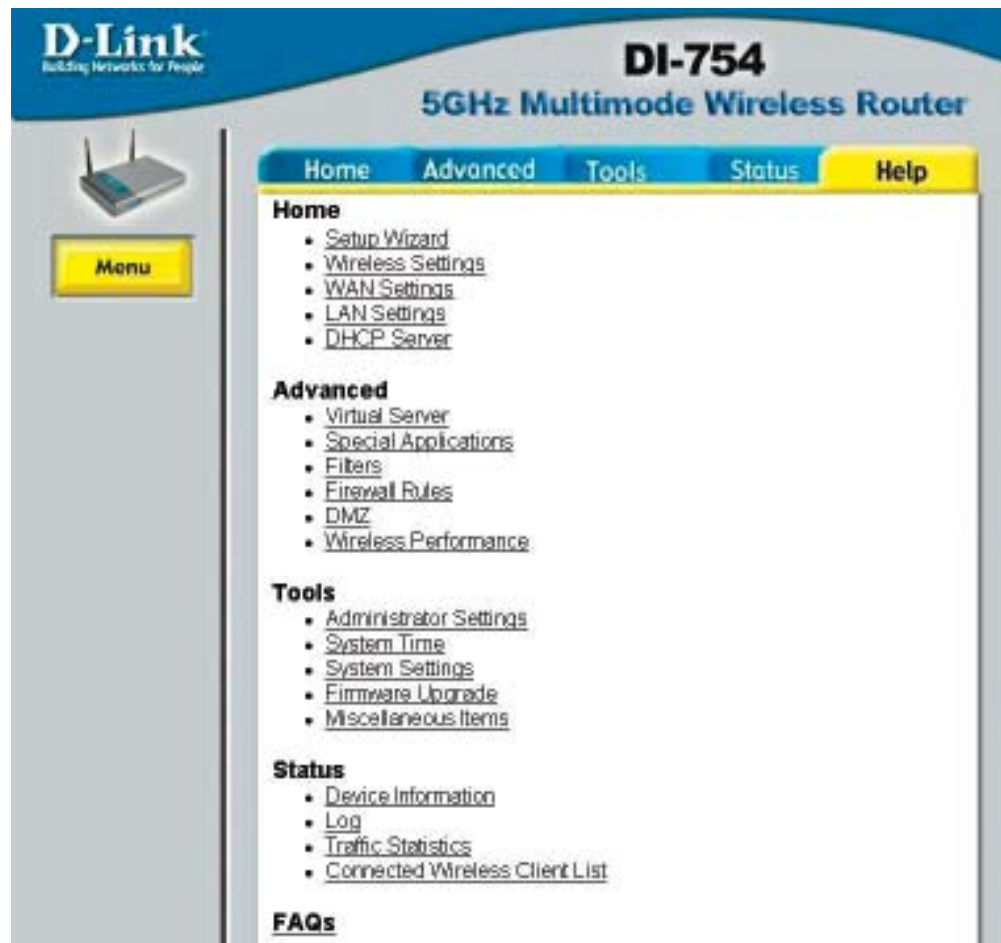 D-Link
Building Networks for People
DI-754
5GHz Multimode Wireless Router
Menu
Home Advanced Tools Status Help
Home
• Setup Wizard
• Wireless Settings
• WAN Settings
• LAN Settings
• DHCP Server
Advanced
• Virtual Server
• Special Applications
• Filters
• Firewall Rules
• DMZ
• Wireless Performance
Tools
• Administrator Settings
• System Time
• System Settings
• Firmware Upgrade
• Miscellaneous Items
Status
• Device Information
• Log
• Traffic Statistics
• Connected Wireless Client List
FAQs